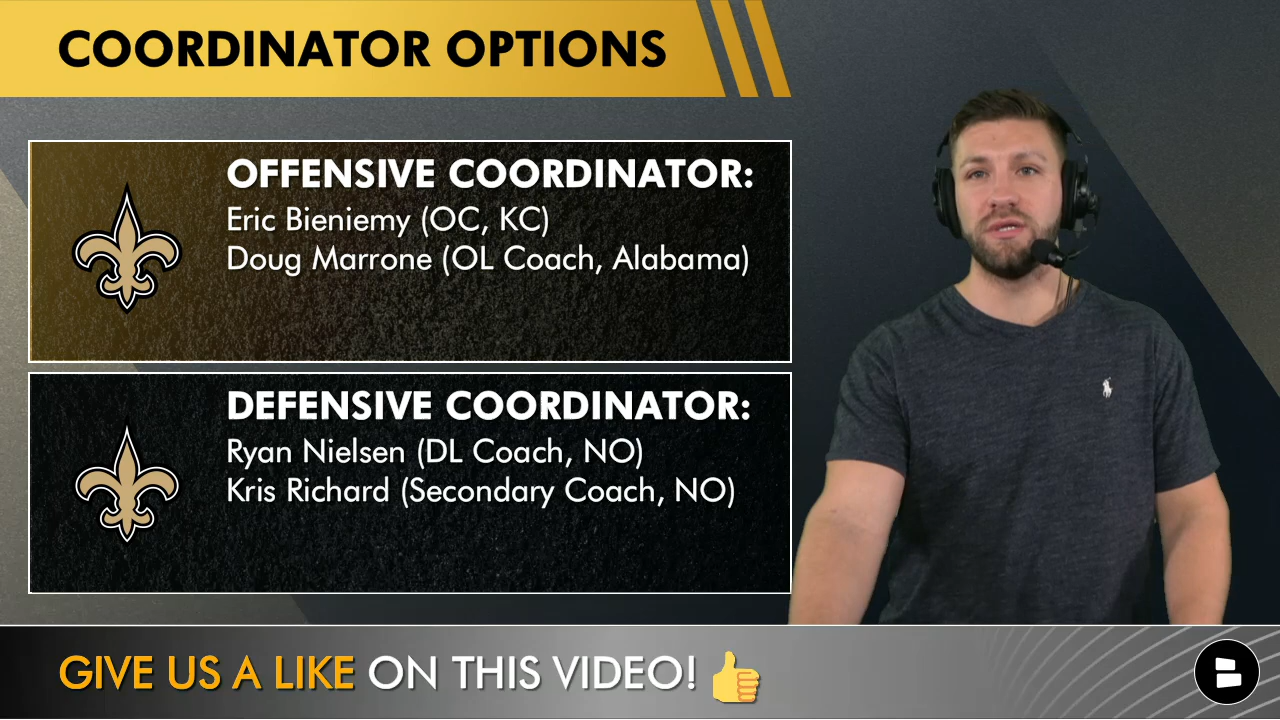 COORDINATOR OPTIONS
OFFENSIVE COORDINATOR:
Eric Bieniemy (OC, KC)
Doug Marrone (OL Coach, Alabama)
DEFENSIVE COORDINATOR:
Ryan Nielsen (DL Coach, NO)
Kris Richard (Secondary Coach, NO)
GIVE US A LIKE ON THIS VIDEO!